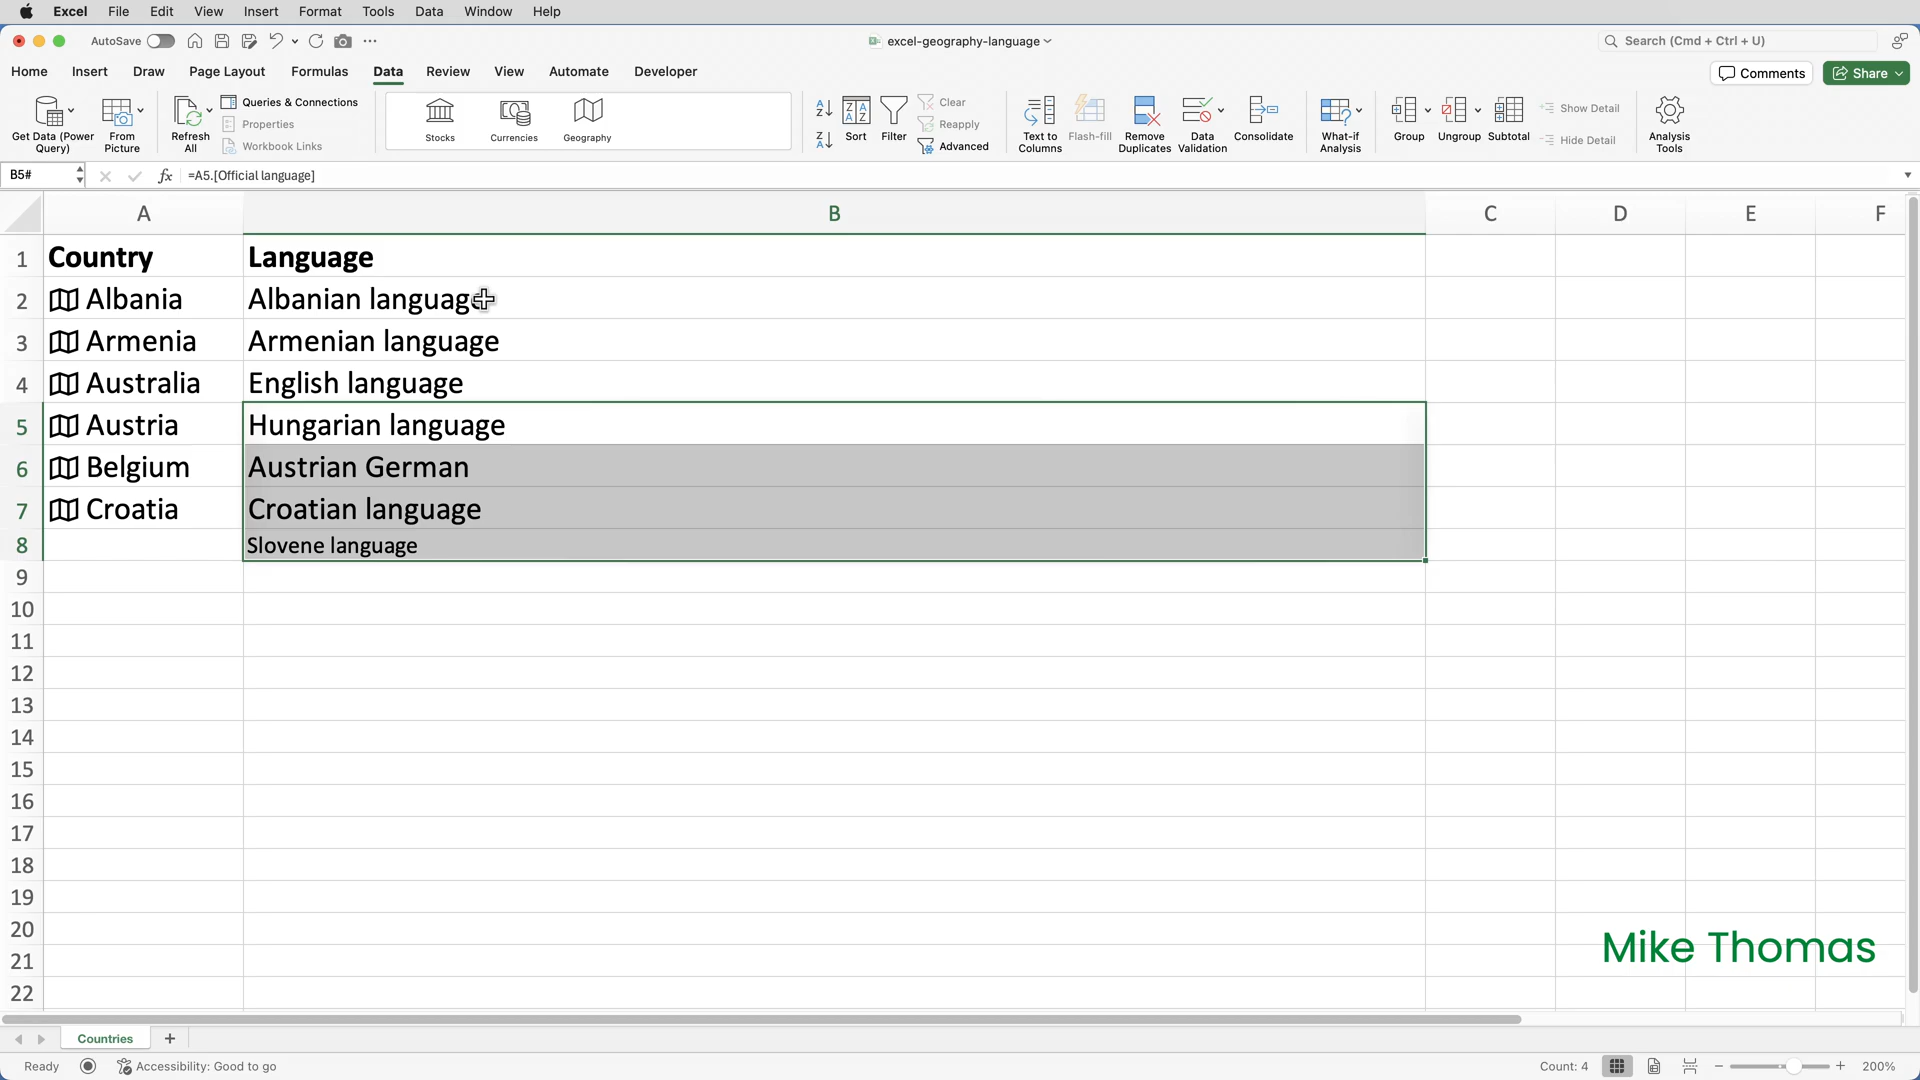 Excel File Edit View Insert Format Tools Data Window Help
AutoSave excel-geography-language Search (Cmd + Ctrl + U)
Home Insert Draw Page Layout Formulas Data Review View Automate Developer Comments Share
Get Data (Power Query) From Picture Refresh All Queries & Connections Properties Workbook Links
Stocks Currencies Geography
Sort Filter Clear Reapply Advanced
Text to Columns Flash-fill Remove Duplicates Data Validation Consolidate What-if Analysis
Group Ungroup Subtotal Show Detail Hide Detail Analysis Tools
B5# fx =A5.[Official language]
A B C D E F
1 Country Language
2 Albania Albanian language
3 Armenia Armenian language
4 Australia English language
5 Austria Hungarian language
6 Belgium Austrian German
7 Croatia Croatian language
8 Slovene language
9
10
11
12
13
14
15
16
17
18
19
20
Mike Thomas
21
22
Countries
Ready Accessibility: Good to go Count: 4 200%